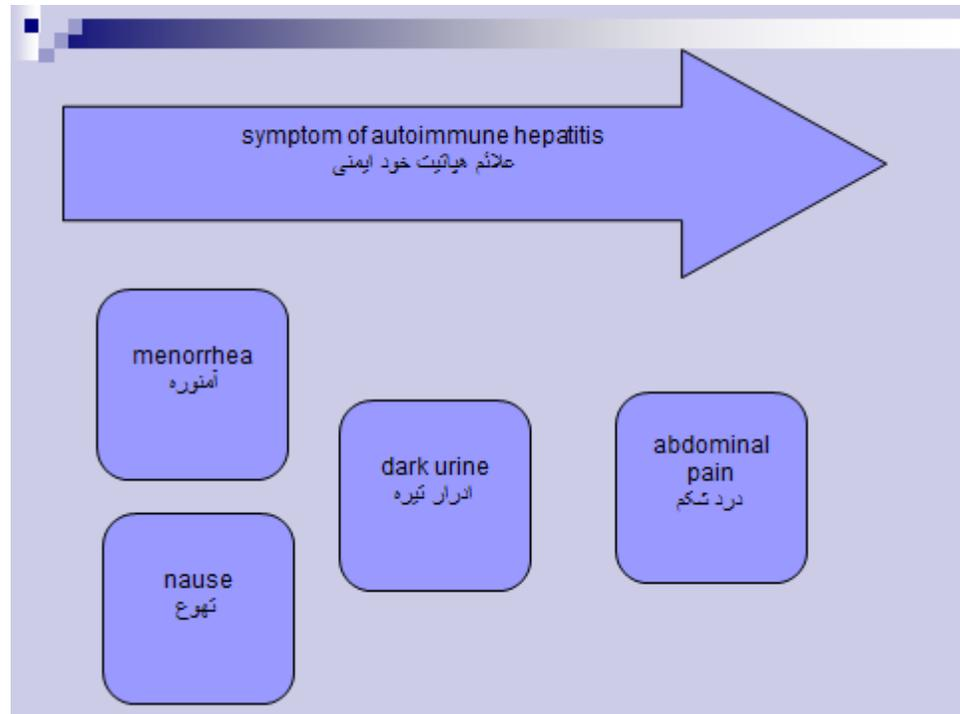 symptom of autoimmune hepatitis
علائم هپاتیت خود ایمنی
menorrhea
آمنوره
dark urine
ادرار تیره
abdominal
pain
درد شکم
nause
تهوع